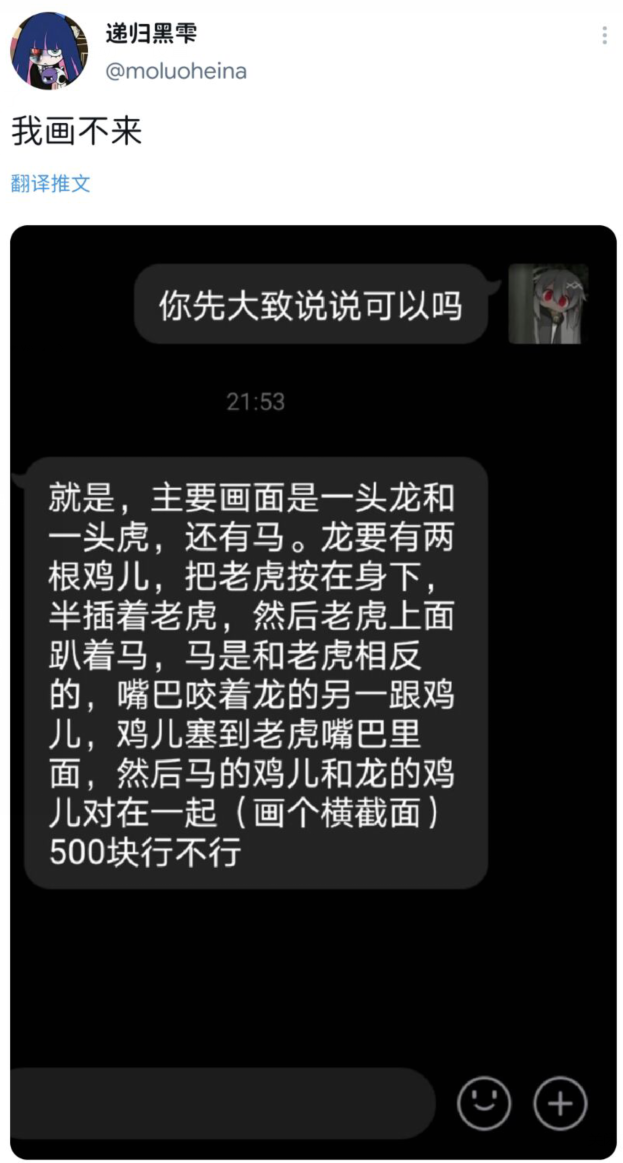 递归黑雫
@moluoheina
我画不来
翻译推文
你先大致说说可以吗
21:53
就是，主要画面是一头龙和
一头虎，还有马。龙要有两
根鸡儿，把老虎按在身下，
半插着老虎，然后老虎上面
趴着马，马是和老虎相反
的，嘴巴咬着龙的另一跟鸡
儿，鸡儿塞到老虎嘴巴里
面，然后马的鸡儿和龙的鸡
儿对在一起（画个横截面）
500块行不行